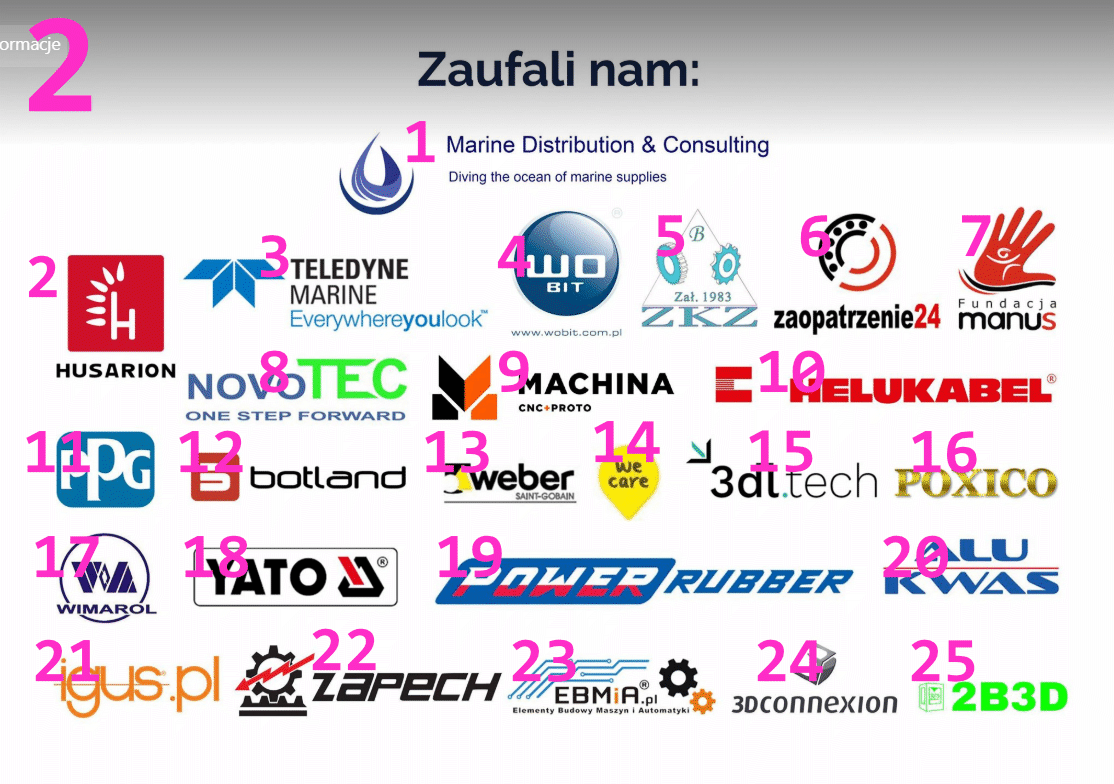 ormacje
2
Zaufali nam:
1
Marine Distribution & Consulting
Diving the ocean of marine supplies
2
H
HUSARION
3
TELEDYNE
MARINE
Everywhereyoulook™
4
WO
BIT
®
www.wobit.com.pl
5
B
Zał. 1983
ZKZ
6
zaopatrzenie24
7
Fundacja
manus
8
NOVOTEC
ONE STEP FORWARD
9
MACHINA
CNC+PROTO
10
HELUKABEL®
11
PPG
12
botland
13
weber
SAINT-GOBAIN
14
we
care
15
3dl.tech
16
POXICO
17
WIMAROL
18
YATO ®
19
POWER RUBBER
20
ALU
KWAS
21
igus.pl
22
ZAPECH
23
EBMiA®.pl
Elementy Budowy Maszyn i Automatyki
24
3Dconnexion
25
2B3D